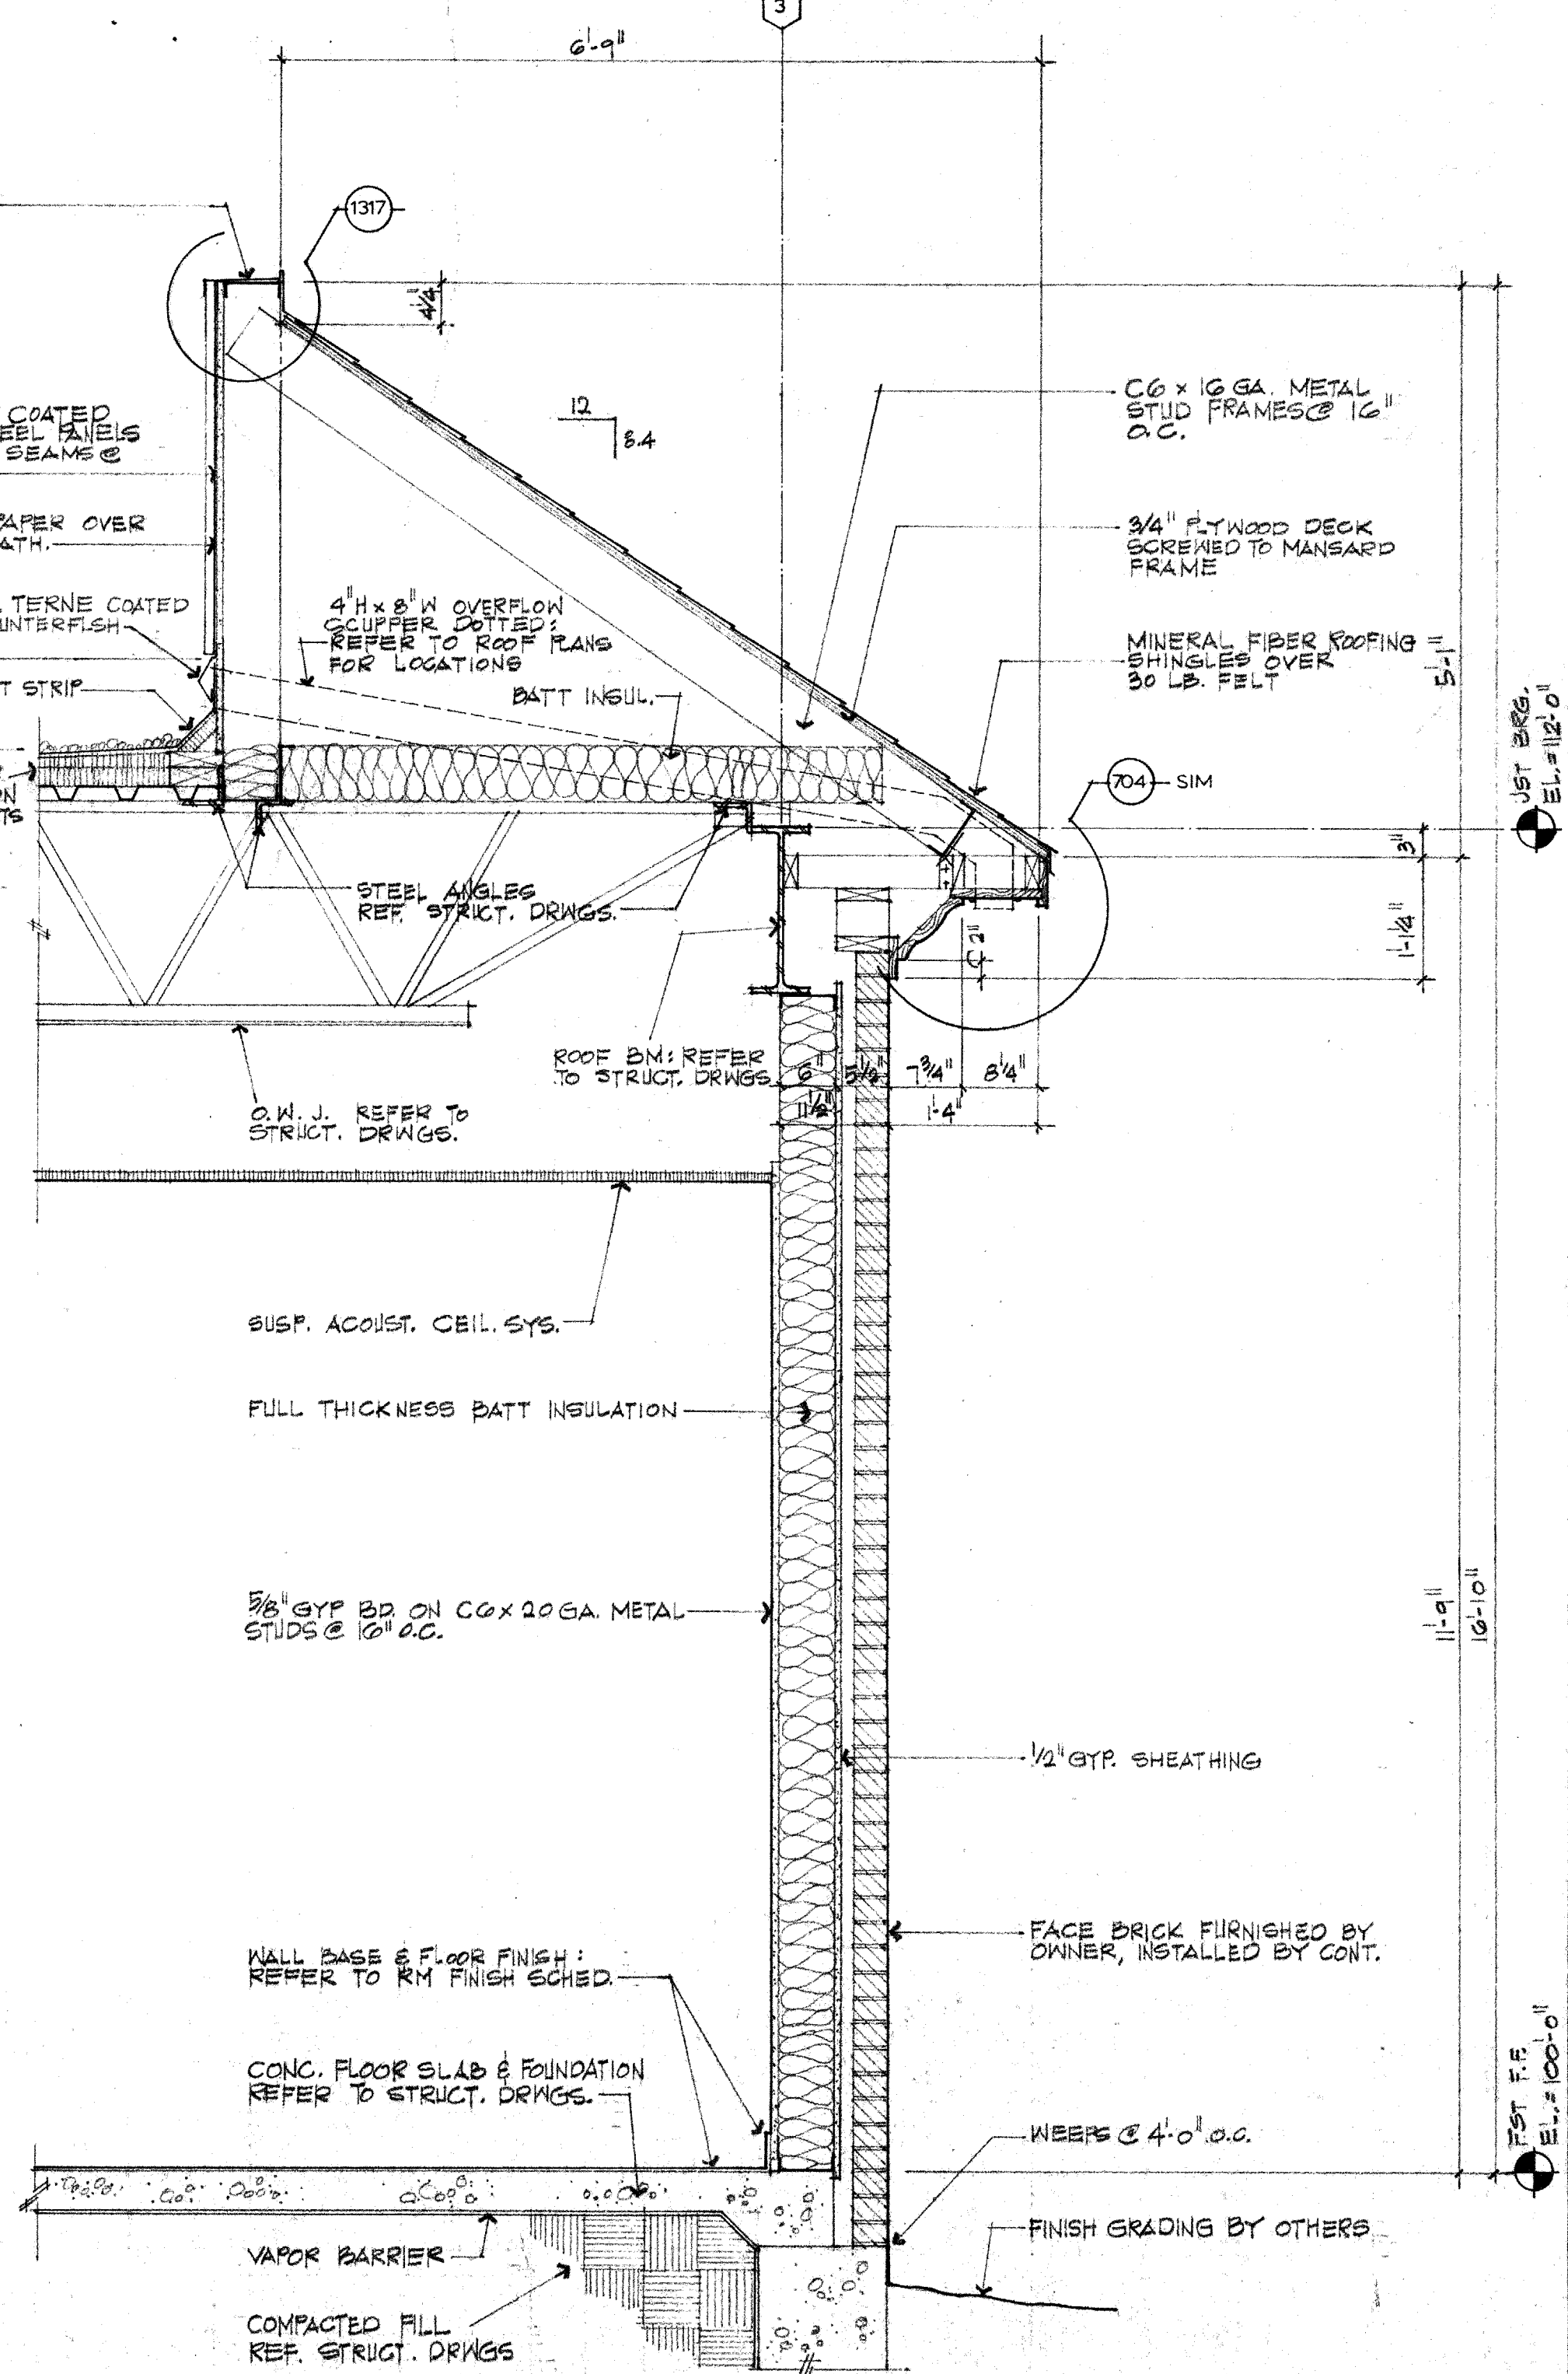 3
6'-9"
1317
4 1/4"
COATED
EEL PANELS
SEAMS @
12
8.4
C6 x 16 GA. METAL
STUD FRAMES @ 16"
O.C.
APER OVER
ATH.
3/4" PLYWOOD DECK
SCREWED TO MANSARD
FRAME
TERNE COATED
UNTERFLSH
4"H x 8"W OVERFLOW
SCUPPER DOTTED:
REFER TO ROOF PLANS
FOR LOCATIONS
MINERAL FIBER ROOFING =
SHINGLES OVER
30 LB. FELT
5'-1"
T STRIP
BATT INSUL.
JST BRG.
EL. = 112'-0"
ON
TS
704 SIM
3"
STEEL ANGLES
REF. STRUCT. DRWGS.
1'-1 1/4"
2"
ROOF BM: REFER
TO STRUCT. DRWGS
6" 5 1/2" 7 3/4" 8 1/4"
11 1/2" 1'-4"
O.W.J. REFER TO
STRUCT. DRWGS.
SUSP. ACOUST. CEIL. SYS.
FULL THICKNESS BATT INSULATION
5/8" GYP BD. ON C6 x 20 GA. METAL
STUDS @ 16" O.C.
11'-9"
16'-10"
1/2" GYP. SHEATHING
FACE BRICK FURNISHED BY
OWNER, INSTALLED BY CONT.
WALL BASE & FLOOR FINISH :
REFER TO RM FINISH SCHED.
CONC. FLOOR SLAB & FOUNDATION
REFER TO STRUCT. DRWGS.
WEEPS @ 4'-0" O.C.
FST F.F.
EL. = 100'-0"
FINISH GRADING BY OTHERS
VAPOR BARRIER
COMPACTED FILL
REF. STRUCT. DRWGS